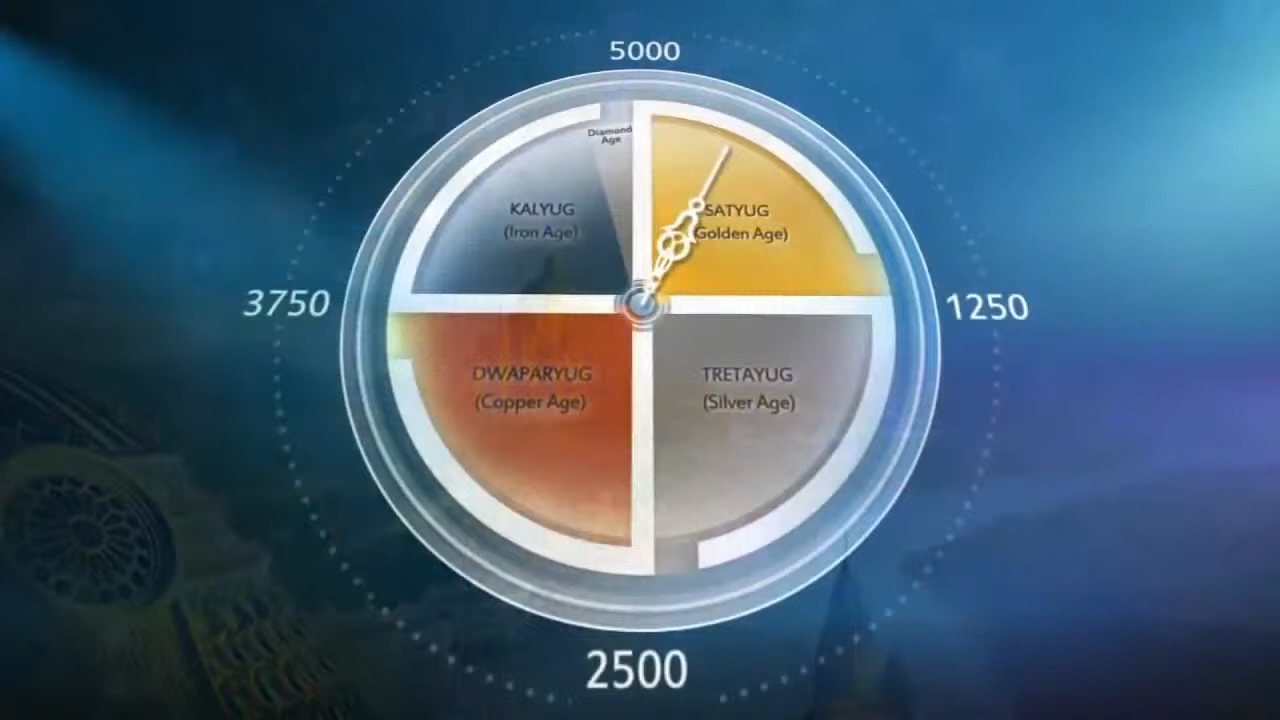 5000
Diamond
Age
KALYUG
(Iron Age)
SATYUG
(Golden Age)
3750
1250
DWAPARYUG
(Copper Age)
TRETAYUG
(Silver Age)
2500